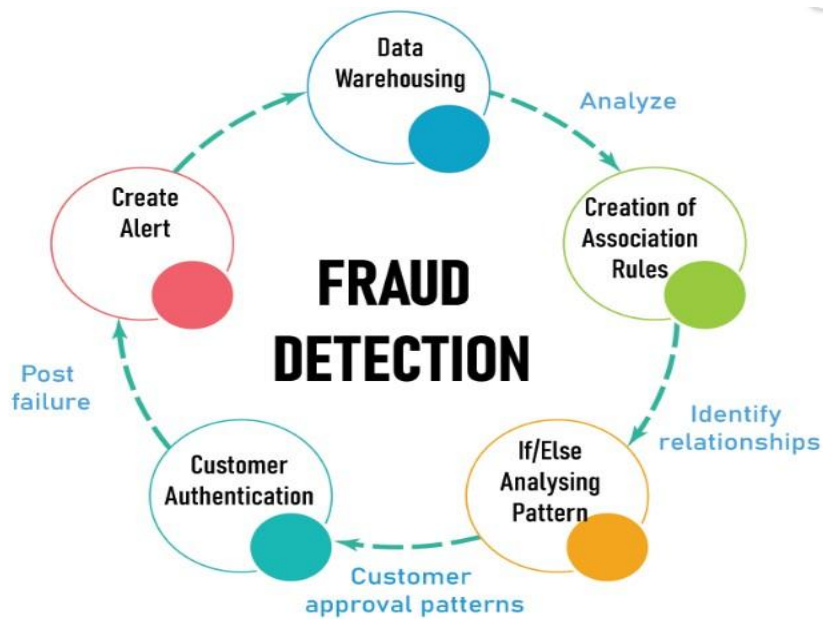 Data
Warehousing
Analyze
Create
Alert
Creation of
Association
Rules
FRAUD
DETECTION
Post
failure
Identify
relationships
Customer
Authentication
If/Else
Analysing
Pattern
Customer
approval patterns